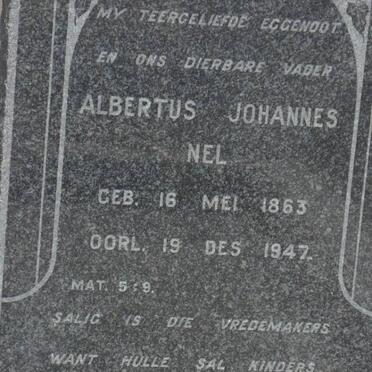 MY TEERGELIEFDE EGGENOOT
EN ONS DIERBARE VADER
ALBERTUS JOHANNES
NEL
GEB. 16 MEI 1863
OORL. 19 DES 1947.
MAT. 5:9.
SALIG IS DIE VREDEMAKERS
WANT HULLE SAL KINDERS